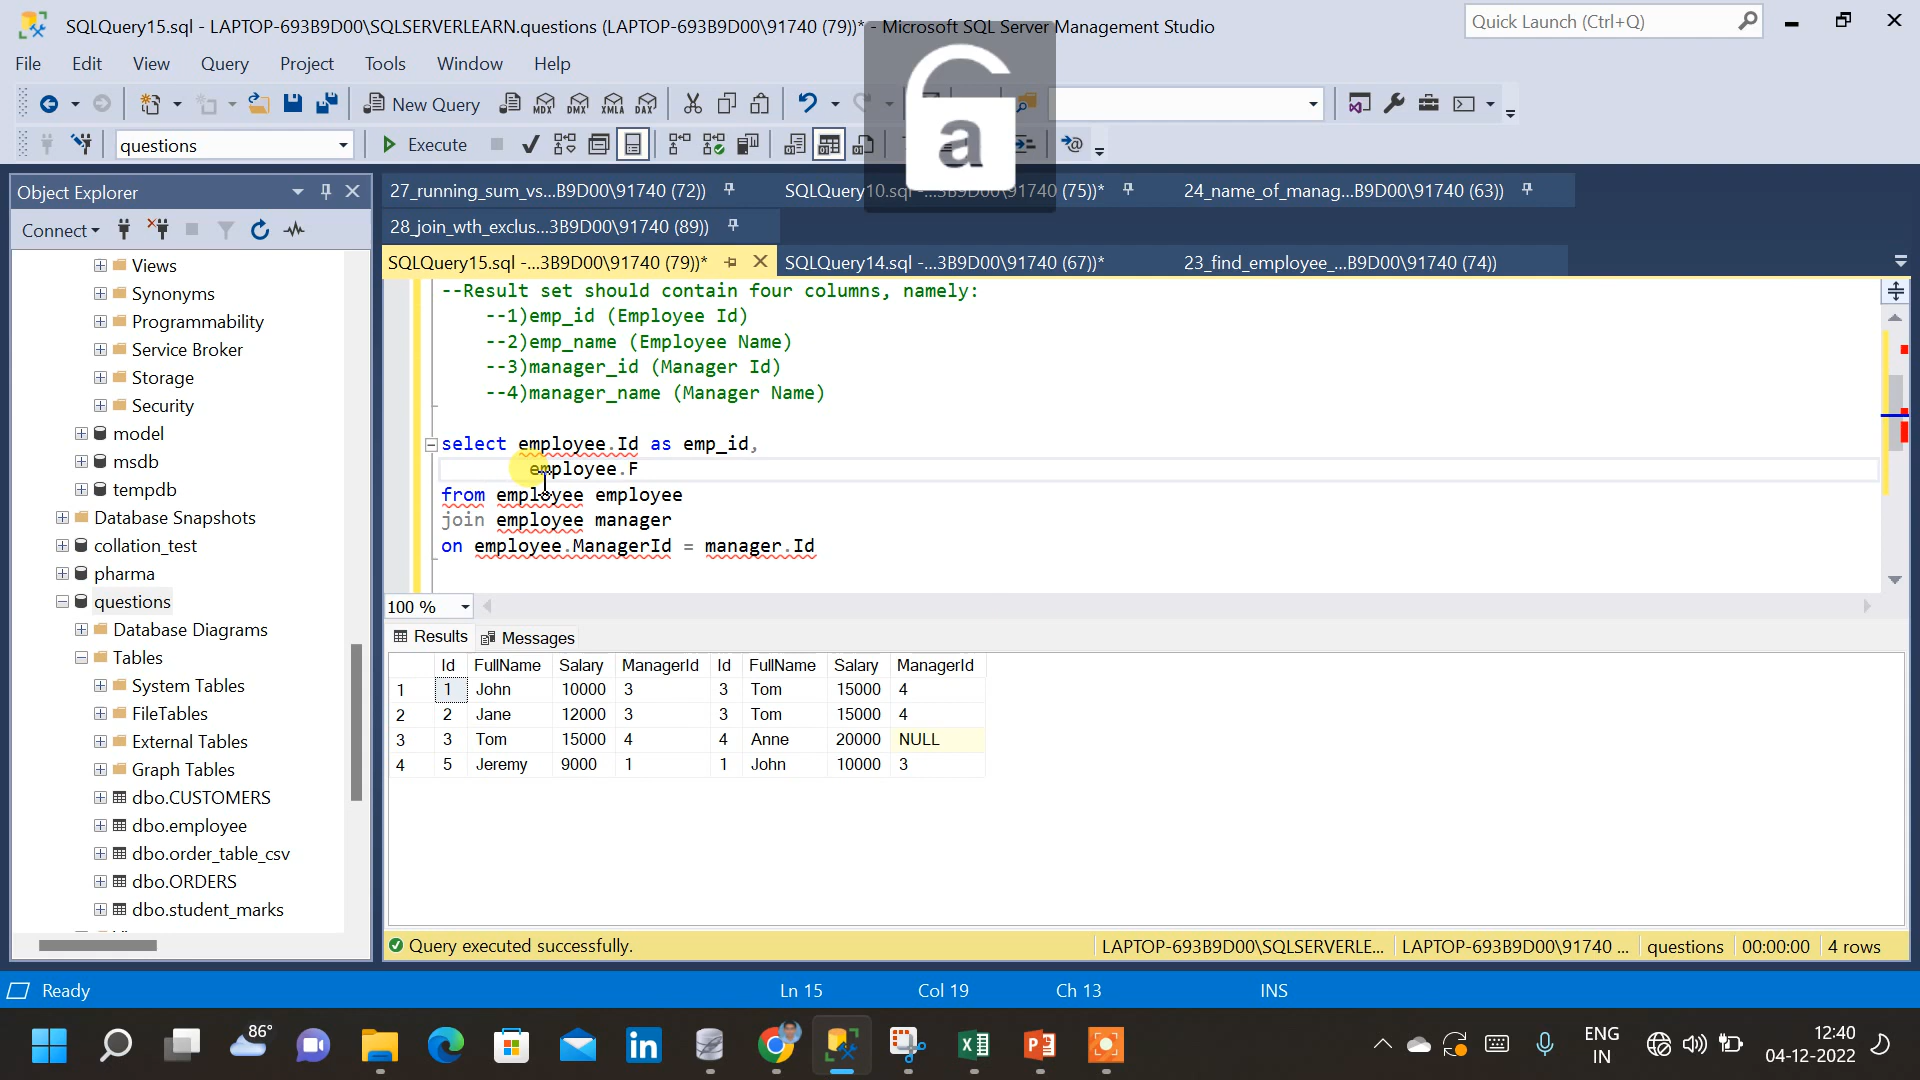 SQLQuery15.sql - LAPTOP-693B9D00\SQLSERVERLEARN.questions (LAPTOP-693B9D00\91740 (79))* - Microsoft SQL Server Management Studio
Quick Launch (Ctrl+Q)
File Edit View Query Project Tools Window Help
New Query
MDX DMX XMLA DAX
questions
Execute
a
Object Explorer
27_running_sum_vs...B9D00\91740 (72))
SQLQuery10.sql -...3B9D00\91740 (75))*
24_name_of_manag...B9D00\91740 (63))
Connect
28_join_wth_exclus...3B9D00\91740 (89))
SQLQuery15.sql -...3B9D00\91740 (79))*
SQLQuery14.sql -...3B9D00\91740 (67))*
23_find_employee_...B9D00\91740 (74))
Views
Synonyms
Programmability
Service Broker
Storage
Security
model
msdb
tempdb
Database Snapshots
collation_test
pharma
questions
Database Diagrams
Tables
System Tables
FileTables
External Tables
Graph Tables
dbo.CUSTOMERS
dbo.employee
dbo.order_table_csv
dbo.ORDERS
dbo.student_marks
--Result set should contain four columns, namely:
--1)emp_id (Employee Id)
--2)emp_name (Employee Name)
--3)manager_id (Manager Id)
--4)manager_name (Manager Name)
select employee.Id as emp_id,
employee.F
from employee employee
join employee manager
on employee.ManagerId = manager.Id
100 %
Results Messages
Id FullName Salary ManagerId Id FullName Salary ManagerId
1 1 John 10000 3 3 Tom 15000 4
2 2 Jane 12000 3 3 Tom 15000 4
3 3 Tom 15000 4 4 Anne 20000 NULL
4 5 Jeremy 9000 1 1 John 10000 3
Query executed successfully.
LAPTOP-693B9D00\SQLSERVERLE... LAPTOP-693B9D00\91740 ... questions 00:00:00 4 rows
Ready Ln 15 Col 19 Ch 13 INS
86°
ENG
IN
12:40
04-12-2022